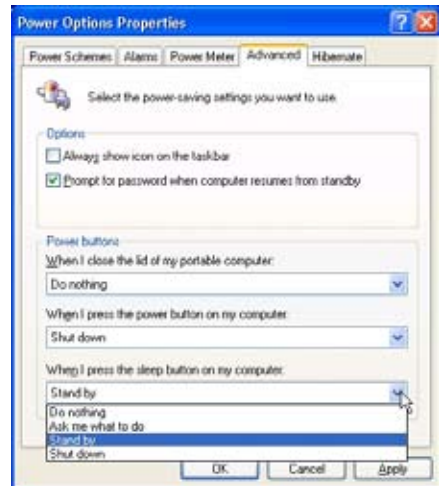 Power Options Properties
Power Schemes Alarms Power Meter Advanced Hibernate
Select the power-saving settings you want to use.
Options
Always show icon on the taskbar
Prompt for password when computer resumes from standby
Power buttons
When I close the lid of my portable computer:
Do nothing
When I press the power button on my computer:
Shut down
When I press the sleep button on my computer:
Stand by
Do nothing
Ask me what to do
Stand by
Shut down
OK Cancel Apply